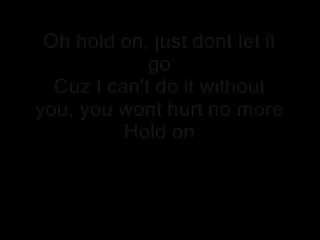 Oh hold on, just dont let it
go
Cuz I can't do it without
you, you wont hurt no more
Hold on